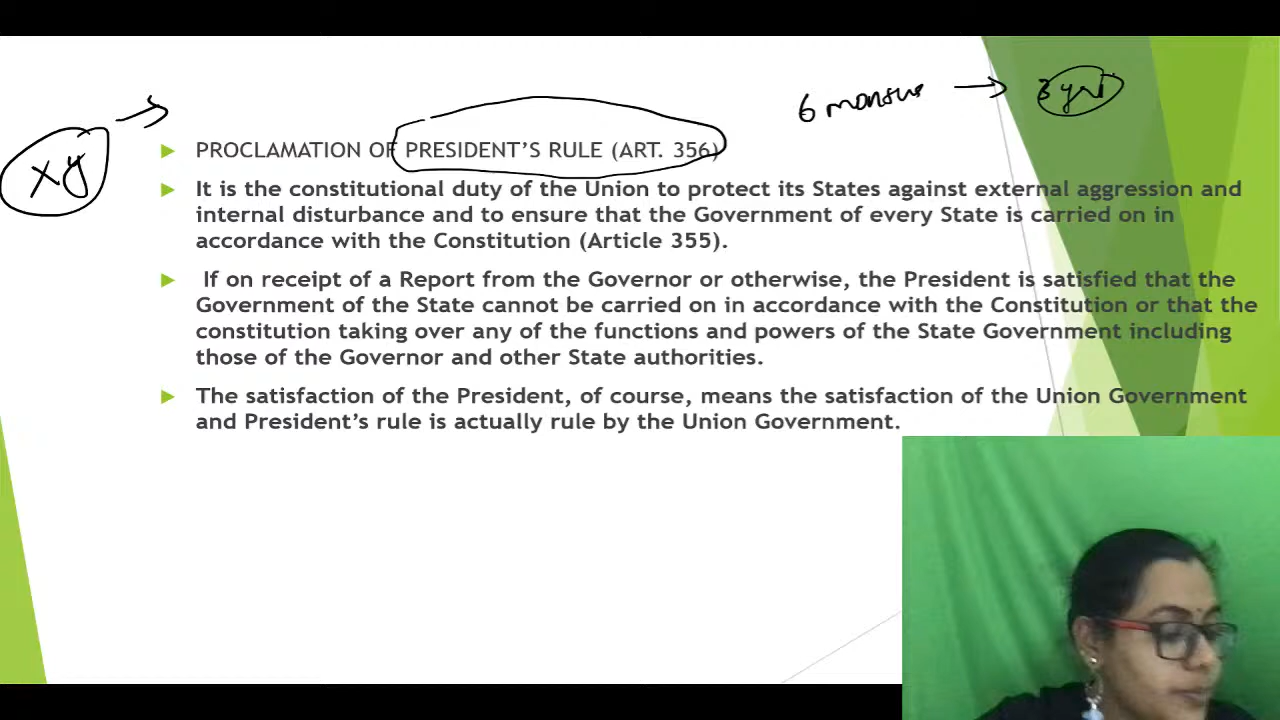 6 months → 3 yrs
xy →
PROCLAMATION OF PRESIDENT'S RULE (ART. 356)
It is the constitutional duty of the Union to protect its States against external aggression and
internal disturbance and to ensure that the Government of every State is carried on in
accordance with the Constitution (Article 355).
If on receipt of a Report from the Governor or otherwise, the President is satisfied that the
Government of the State cannot be carried on in accordance with the Constitution or that the
constitution taking over any of the functions and powers of the State Government including
those of the Governor and other State authorities.
The satisfaction of the President, of course, means the satisfaction of the Union Government
and President's rule is actually rule by the Union Government.